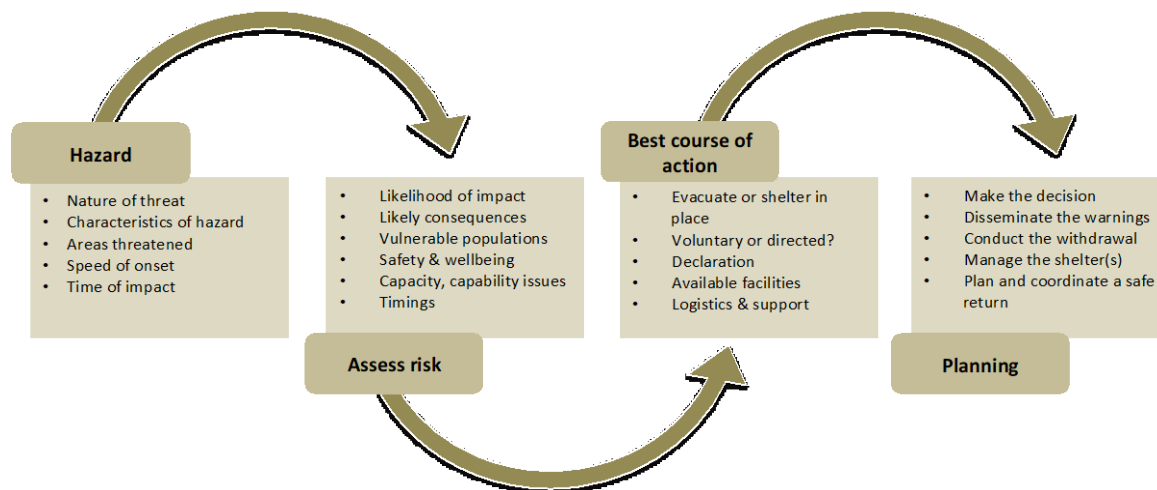 Hazard
• Nature of threat
• Characteristics of hazard
• Areas threatened
• Speed of onset
• Time of impact
• Likelihood of impact
• Likely consequences
• Vulnerable populations
• Safety & wellbeing
• Capacity, capability issues
• Timings
Assess risk
Best course of
action
• Evacuate or shelter in
place
• Voluntary or directed?
• Declaration
• Available facilities
• Logistics & support
• Make the decision
• Disseminate the warnings
• Conduct the withdrawal
• Manage the shelter(s)
• Plan and coordinate a safe
return
Planning